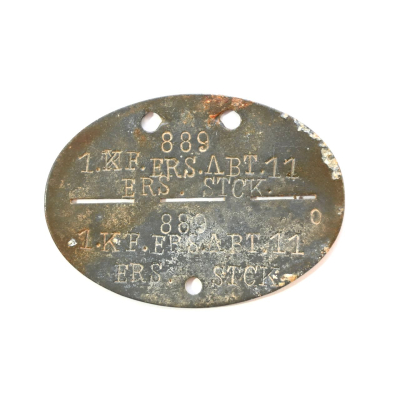 889
1.KF.ERS.ABT.11
ERS. STCK.
O
889
1.KF.ERS.ABT.11
ERS. STCK.